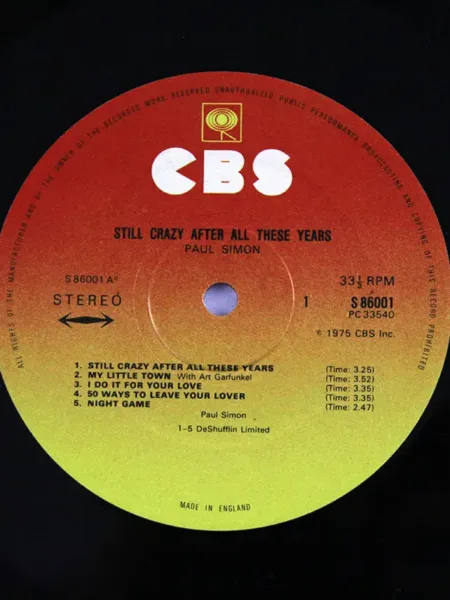 ALL RIGHTS OF THE MANUFACTURER AND OF THE OWNER OF THE RECORDED WORK RESERVED UNAUTHORIZED PUBLIC PERFORMANCE BROADCASTING AND COPYING OF THIS RECORD PROHIBITED
CBS
STILL CRAZY AFTER ALL THESE YEARS
PAUL SIMON
S 86001 A°
STEREO
33⅓ RPM
1 S 86001
PC 33540
℗ 1975 CBS Inc.
1. STILL CRAZY AFTER ALL THESE YEARS (Time: 3.25)
2. MY LITTLE TOWN With Art Garfunkel (Time: 3.52)
3. I DO IT FOR YOUR LOVE (Time: 3.35)
4. 50 WAYS TO LEAVE YOUR LOVER (Time: 3.35)
5. NIGHT GAME (Time: 2.47)
Paul Simon
1-5 DeShufflin Limited
MADE IN ENGLAND